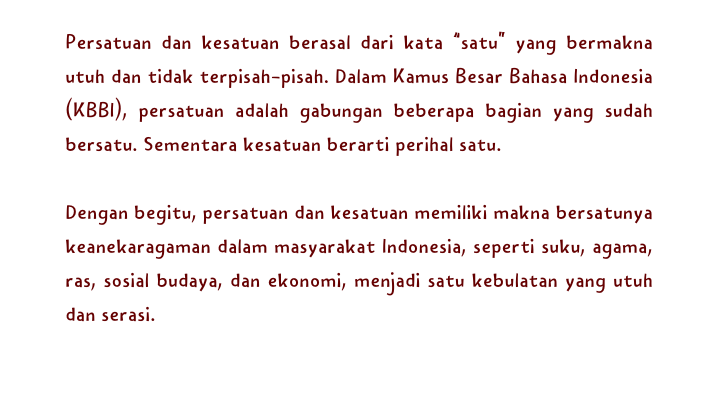 Persatuan dan kesatuan berasal dari kata “satu” yang bermakna
utuh dan tidak terpisah-pisah. Dalam Kamus Besar Bahasa Indonesia
(KBBI), persatuan adalah gabungan beberapa bagian yang sudah
bersatu. Sementara kesatuan berarti perihal satu.
Dengan begitu, persatuan dan kesatuan memiliki makna bersatunya
keanekaragaman dalam masyarakat Indonesia, seperti suku, agama,
ras, sosial budaya, dan ekonomi, menjadi satu kebulatan yang utuh
dan serasi.